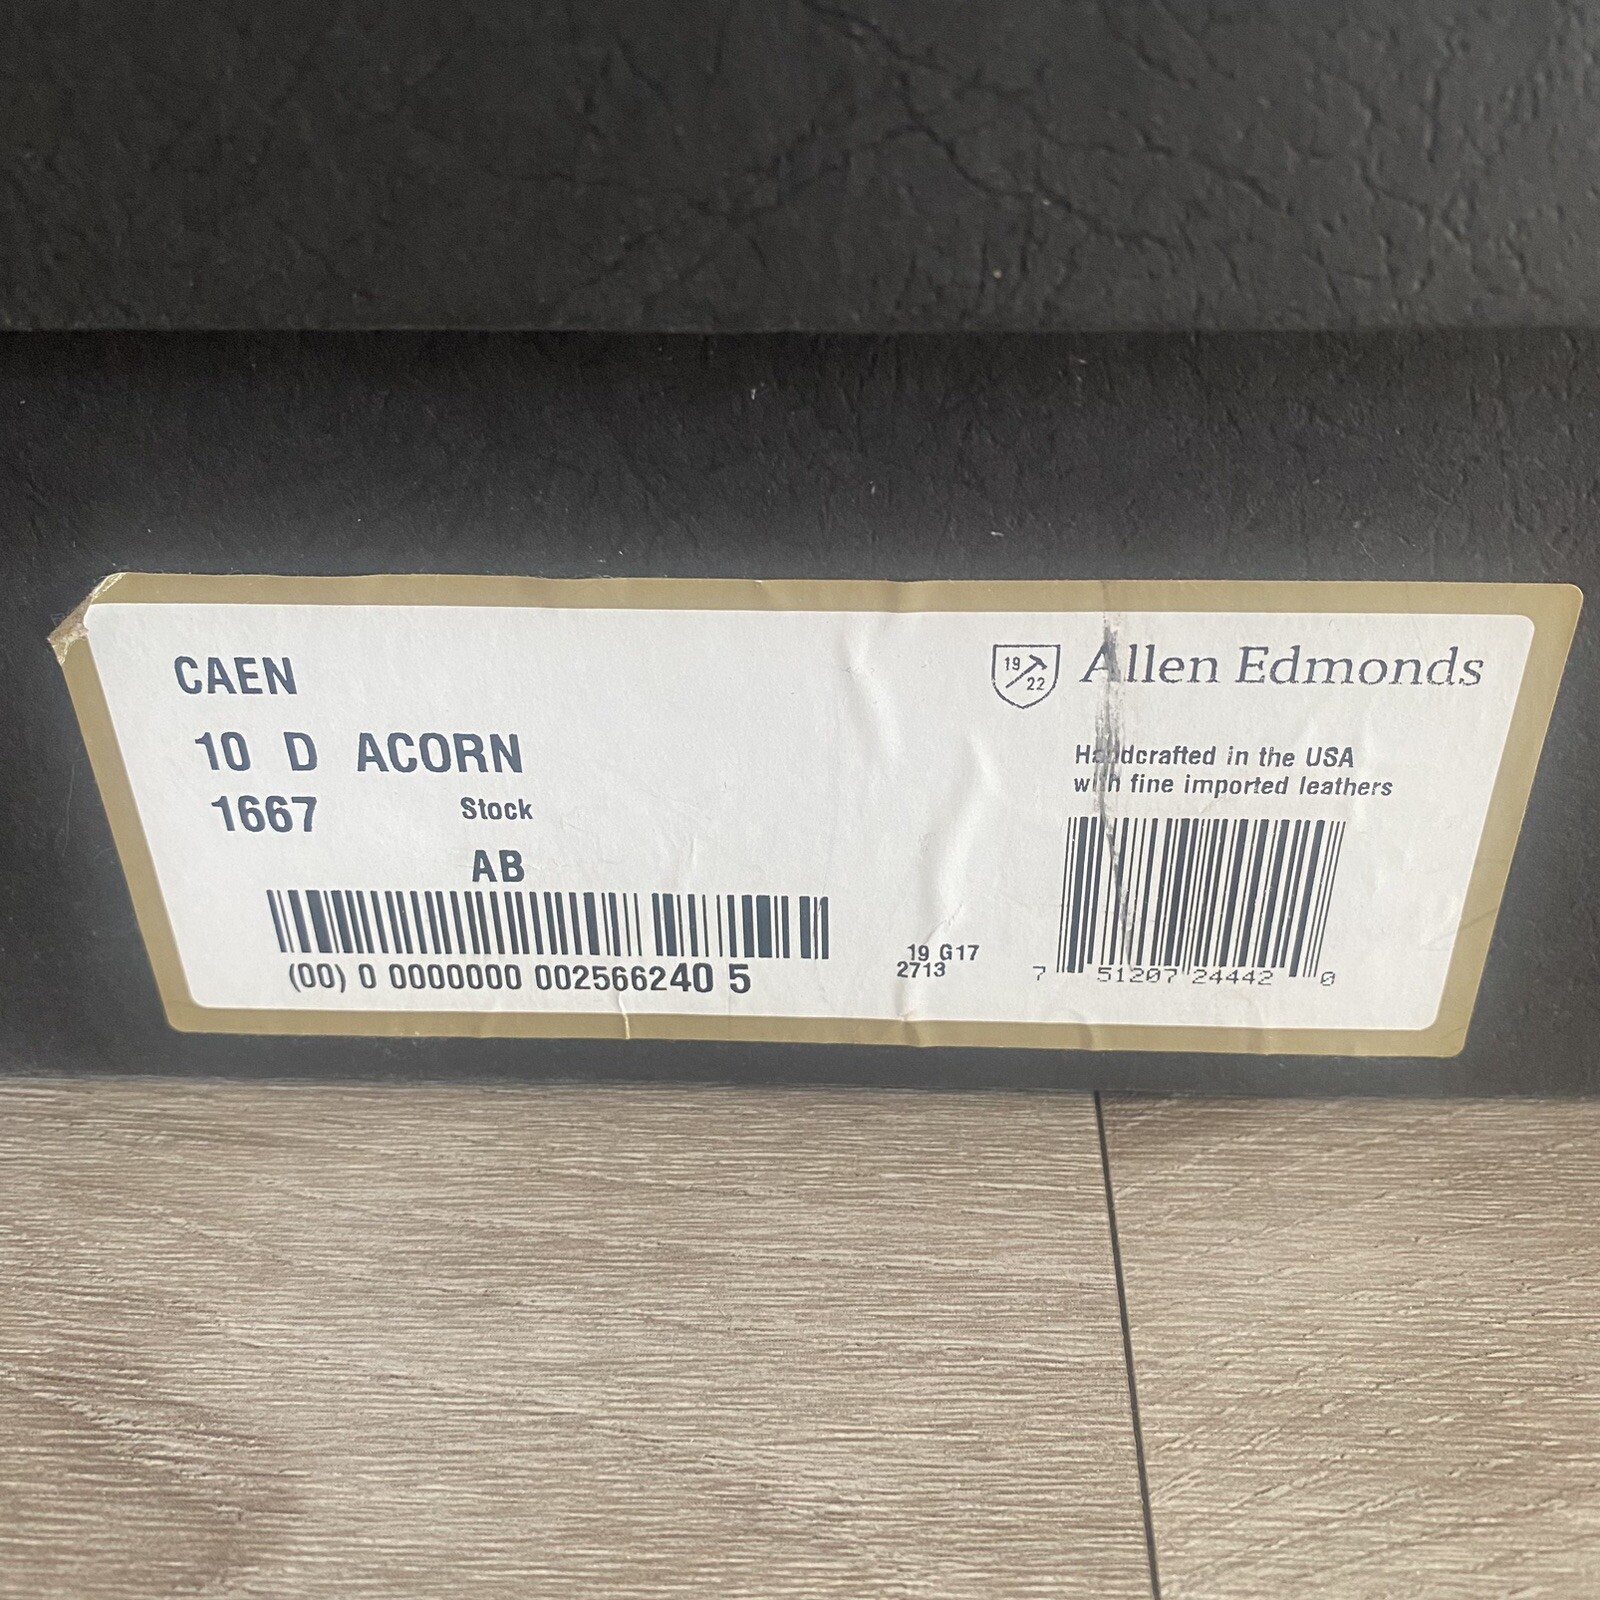 CAEN
10 D ACORN
1667 Stock
AB
(00) 0 0000000 002566240 5
19 22
Allen Edmonds
Handcrafted in the USA
with fine imported leathers
19 G17
2713
7 51207 24442 0